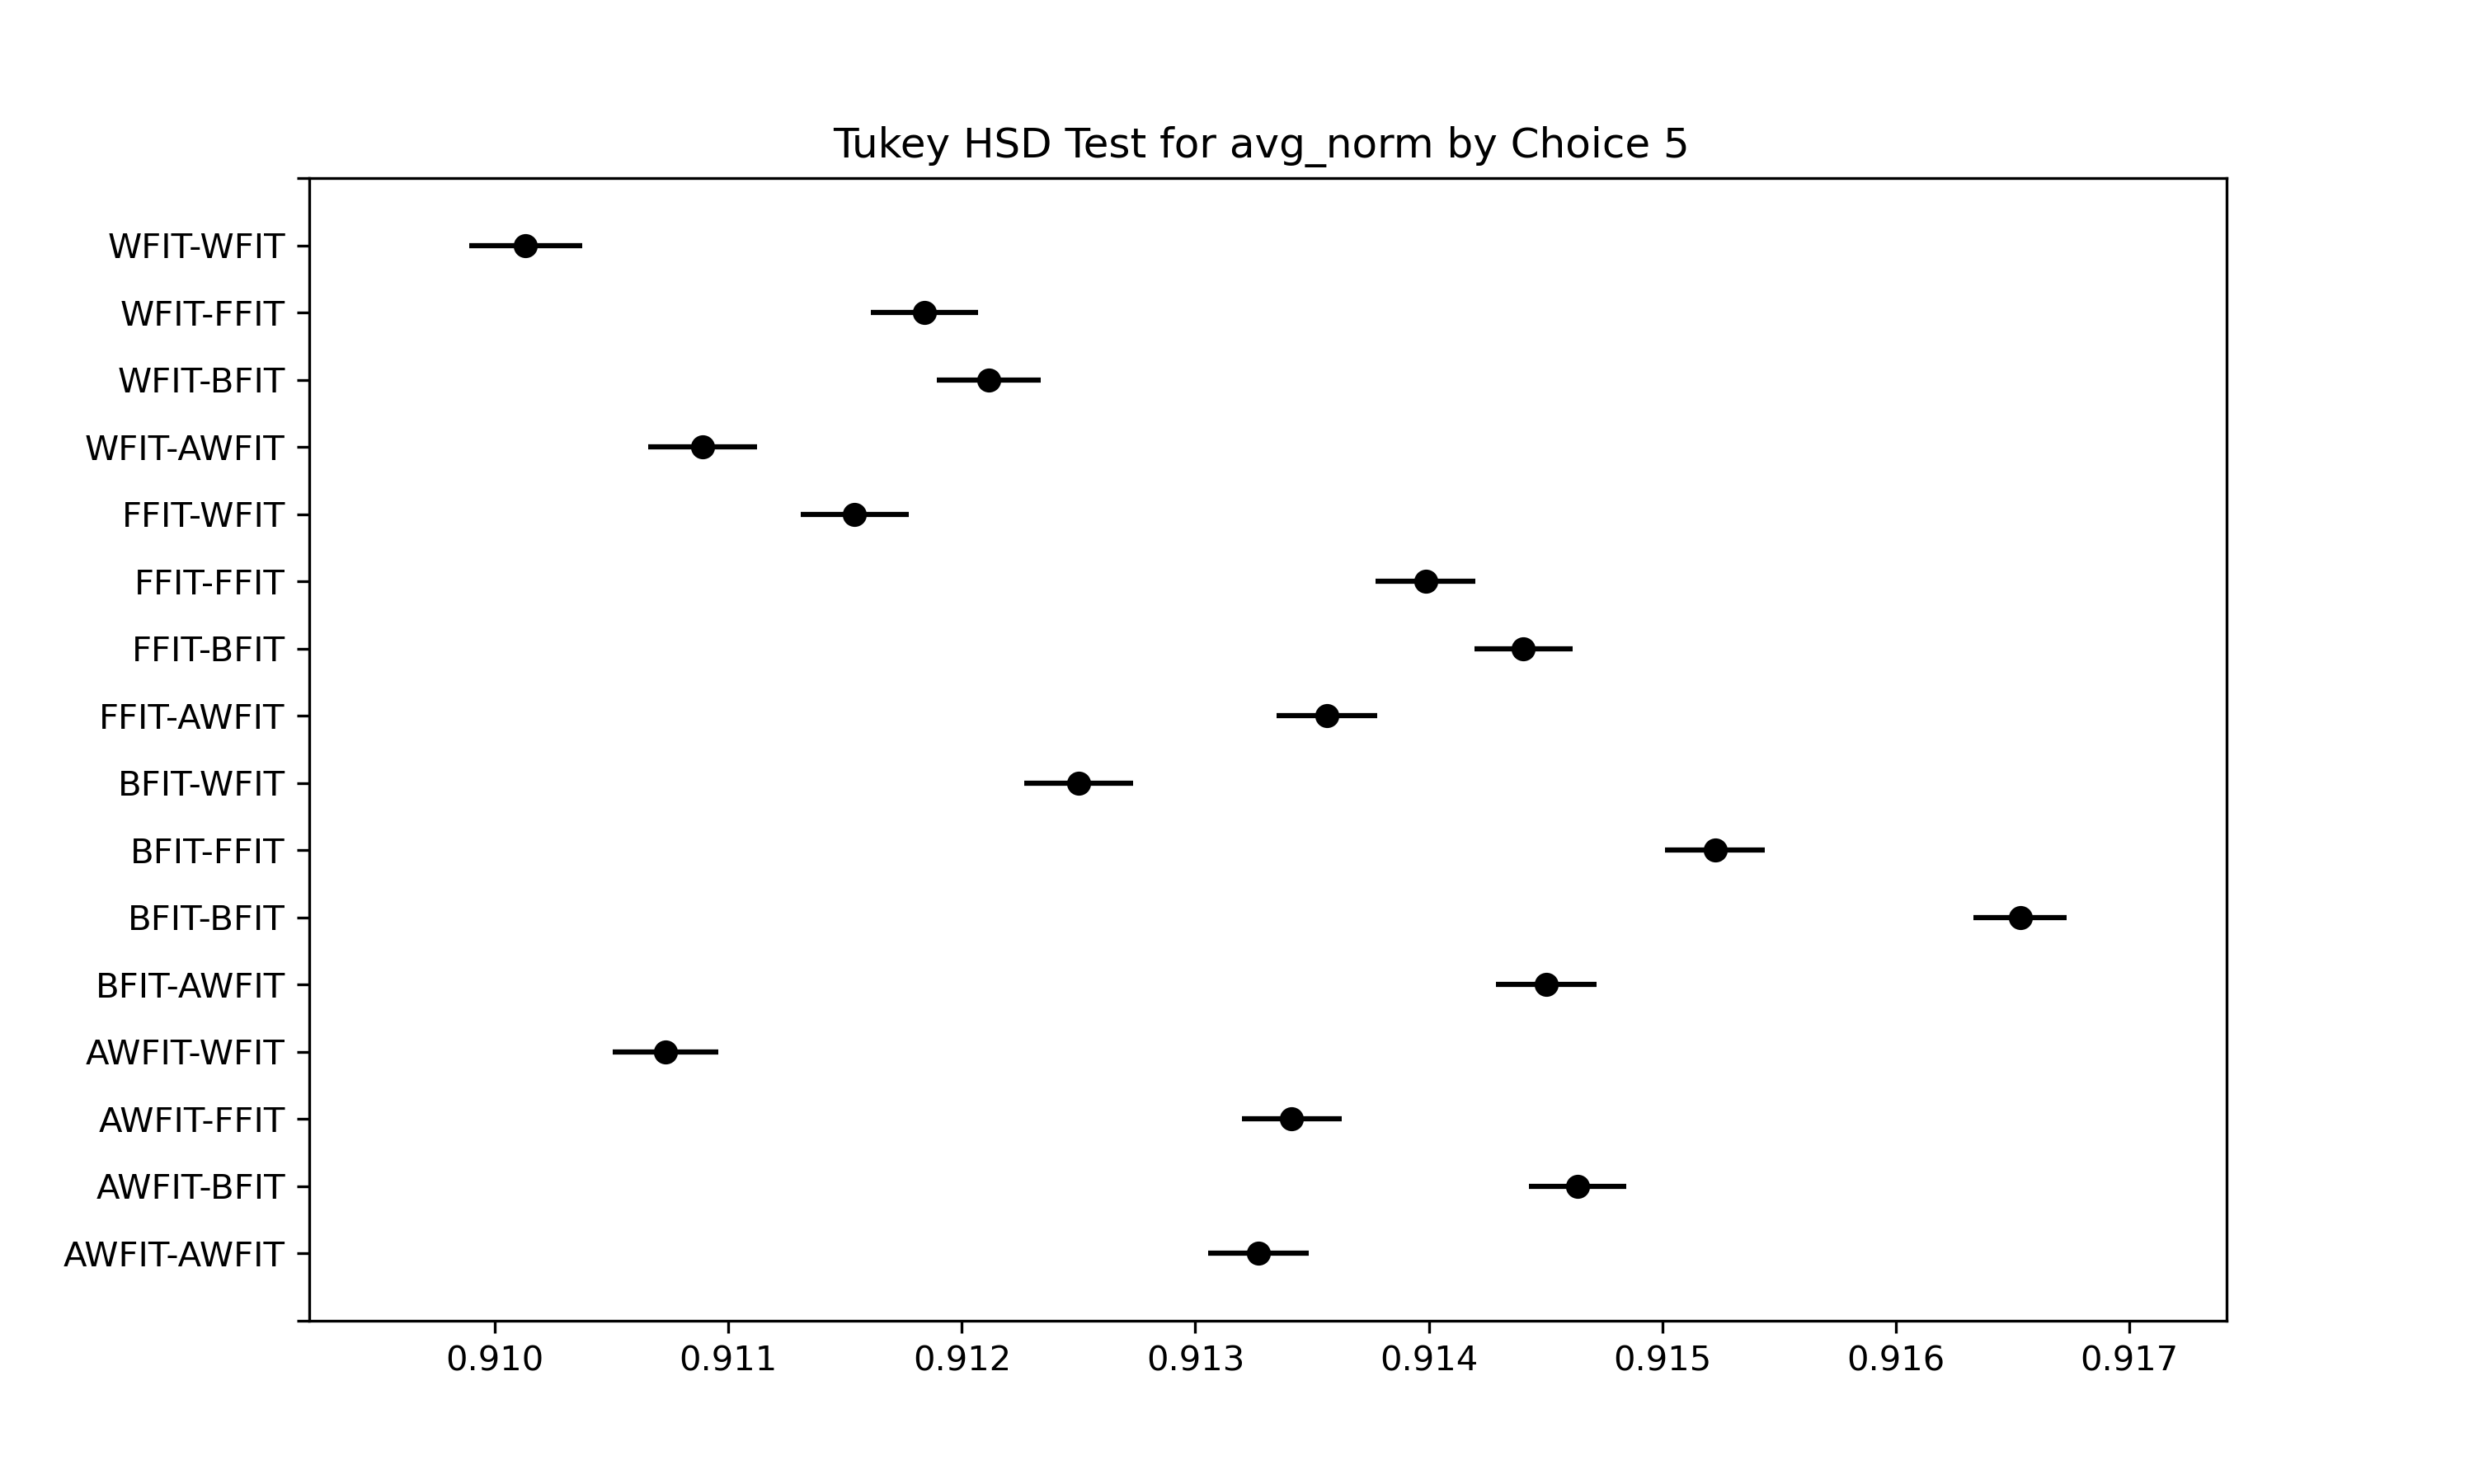 Tukey HSD Test for avg_norm by Choice 5
WFIT-WFIT
WFIT-FFIT
WFIT-BFIT
WFIT-AWFIT
FFIT-WFIT
FFIT-FFIT
FFIT-BFIT
FFIT-AWFIT
BFIT-WFIT
BFIT-FFIT
BFIT-BFIT
BFIT-AWFIT
AWFIT-WFIT
AWFIT-FFIT
AWFIT-BFIT
AWFIT-AWFIT
0.910 0.911 0.912 0.913 0.914 0.915 0.916 0.917